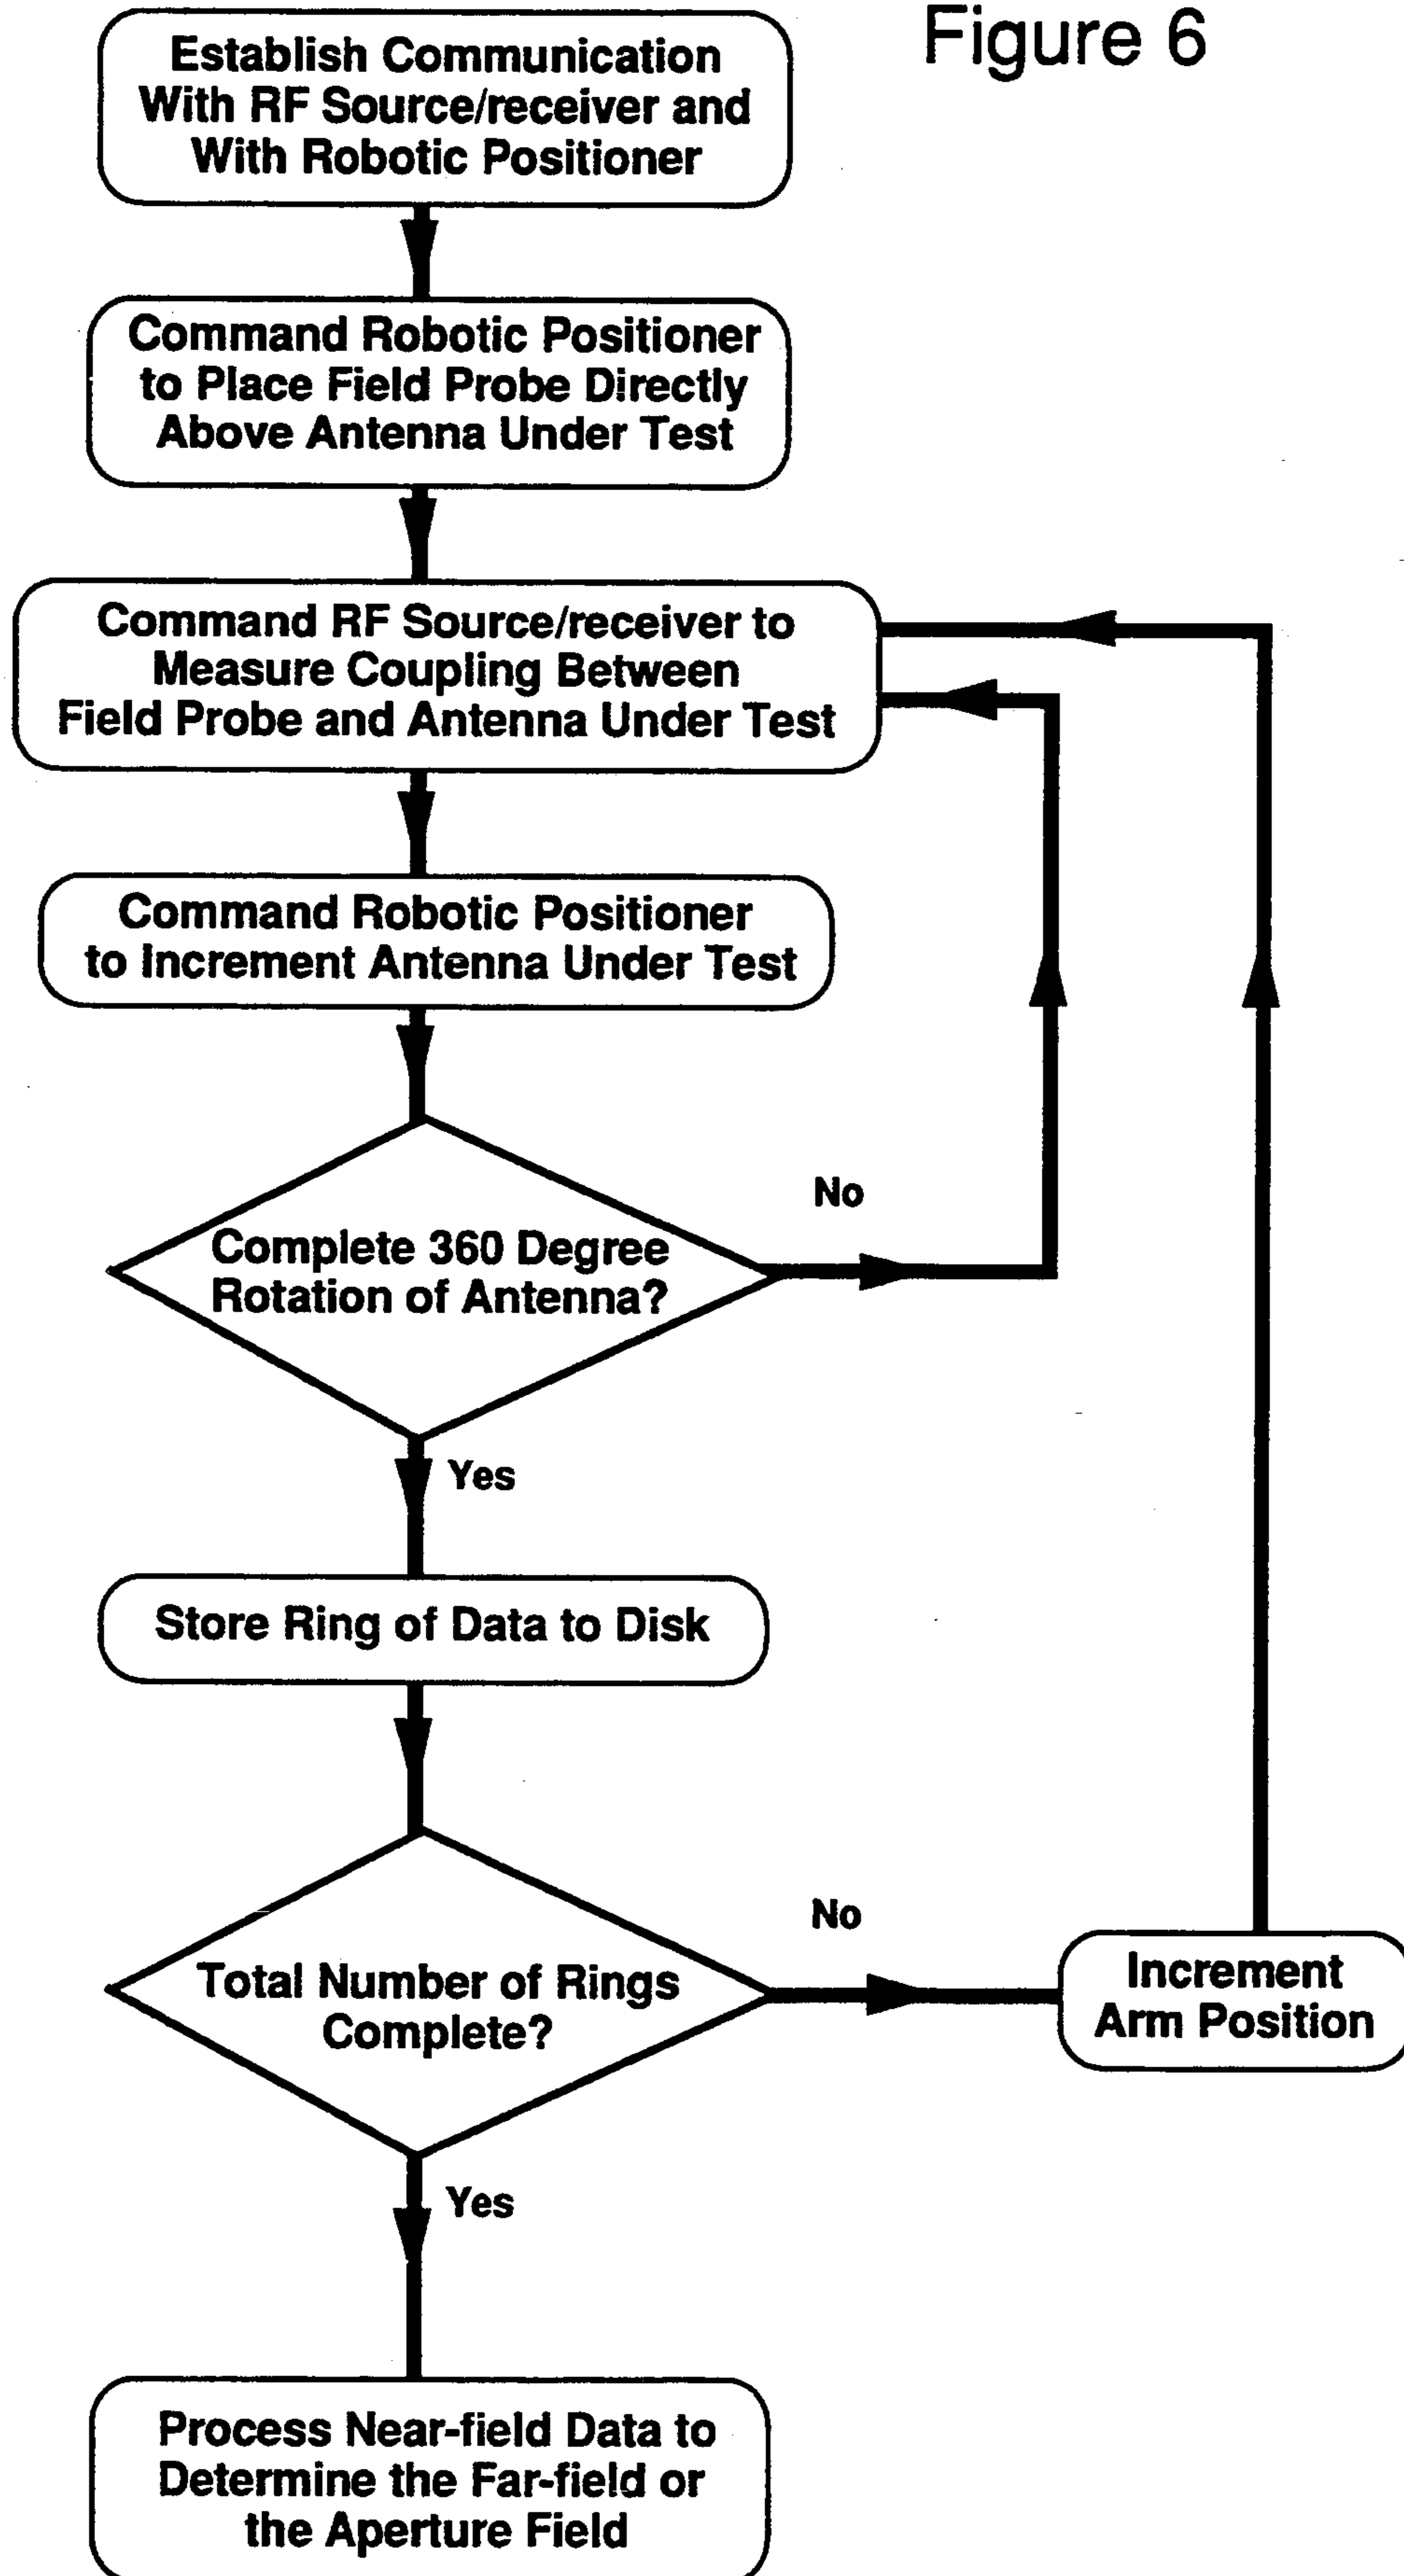 Figure 6
Establish Communication
With RF Source/receiver and
With Robotic Positioner
Command Robotic Positioner
to Place Field Probe Directly
Above Antenna Under Test
Command RF Source/receiver to
Measure Coupling Between
Field Probe and Antenna Under Test
Command Robotic Positioner
to Increment Antenna Under Test
Complete 360 Degree
Rotation of Antenna?
No
Yes
Store Ring of Data to Disk
Total Number of Rings
Complete?
No
Increment
Arm Position
Yes
Process Near-field Data to
Determine the Far-field or
the Aperture Field